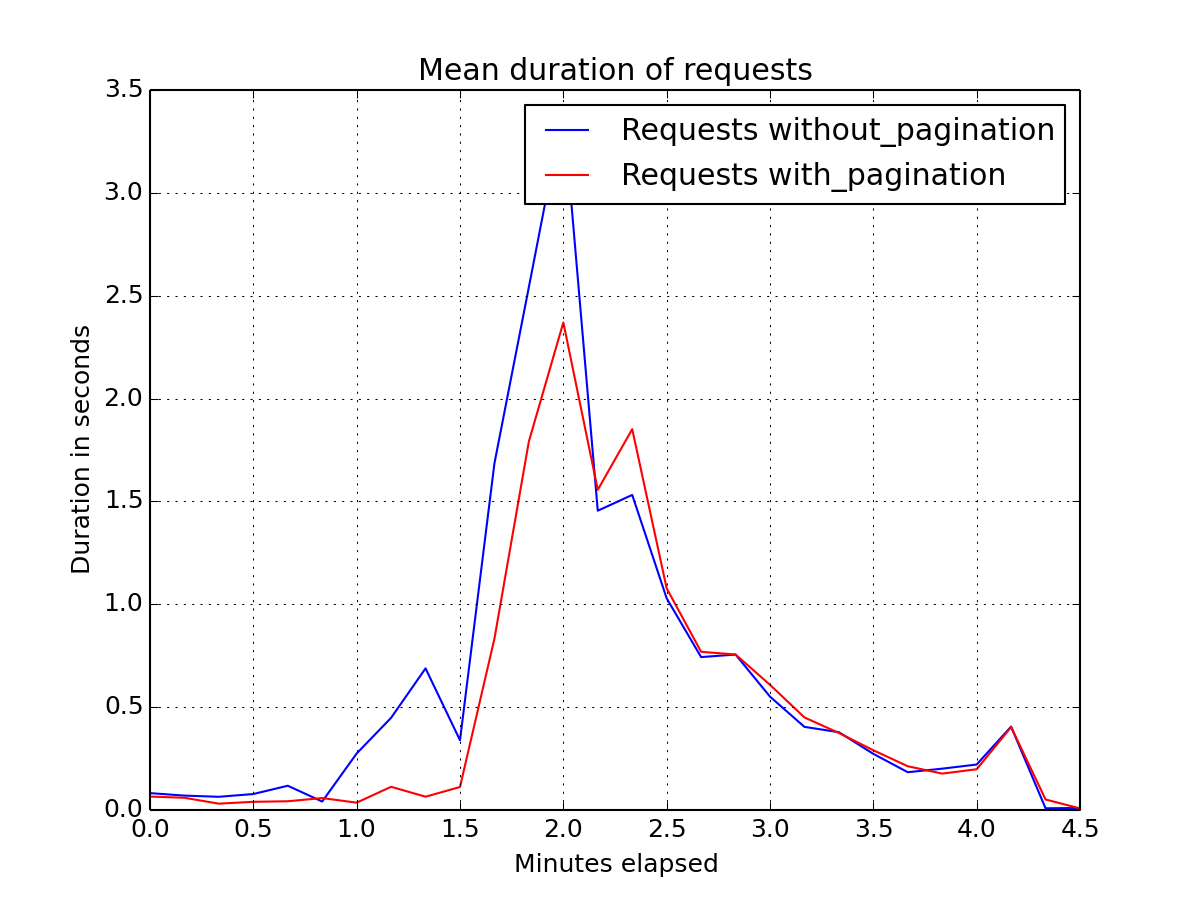 Mean duration of requests
3.5
3.0
2.5
2.0
1.5
1.0
0.5
0.0
Duration in seconds
Requests without_pagination
Requests with_pagination
0.0 0.5 1.0 1.5 2.0 2.5 3.0 3.5 4.0 4.5
Minutes elapsed